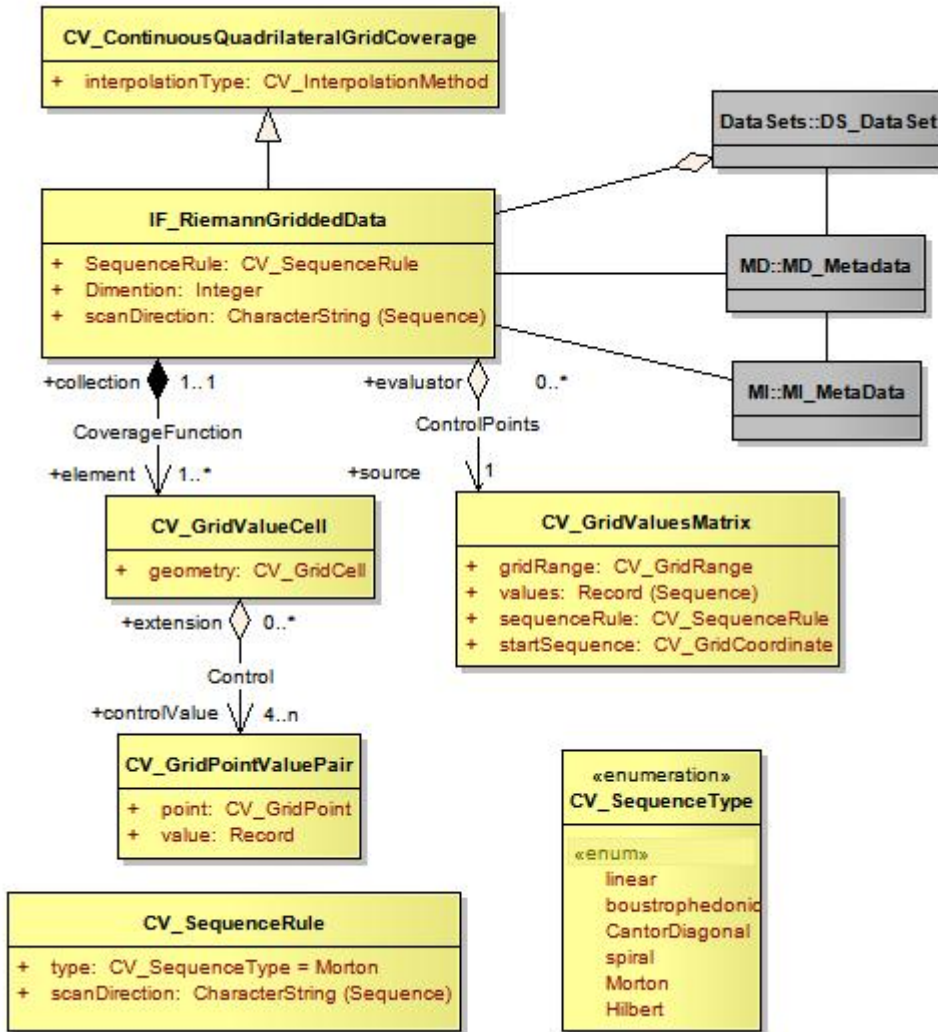 CV_ContinuousQuadrilateralGridCoverage
+ interpolationType: CV_InterpolationMethod
DataSets::DS_DataSet
IF_RiemannGriddedData
+ SequenceRule: CV_SequenceRule
+ Dimention: Integer
+ scanDirection: CharacterString (Sequence)
MD::MD_Metadata
MI::MI_MetaData
+collection 1..1
CoverageFunction
+element 1..*
+evaluator 0..*
ControlPoints
+source 1
CV_GridValueCell
+ geometry: CV_GridCell
CV_GridValuesMatrix
+ gridRange: CV_GridRange
+ values: Record (Sequence)
+ sequenceRule: CV_SequenceRule
+ startSequence: CV_GridCoordinate
+extension 0..*
Control
+controlValue 4..n
CV_GridPointValuePair
+ point: CV_GridPoint
+ value: Record
«enumeration»
CV_SequenceType
«enum»
linear
boustrophedonic
CantorDiagonal
spiral
Morton
Hilbert
CV_SequenceRule
+ type: CV_SequenceType = Morton
+ scanDirection: CharacterString (Sequence)